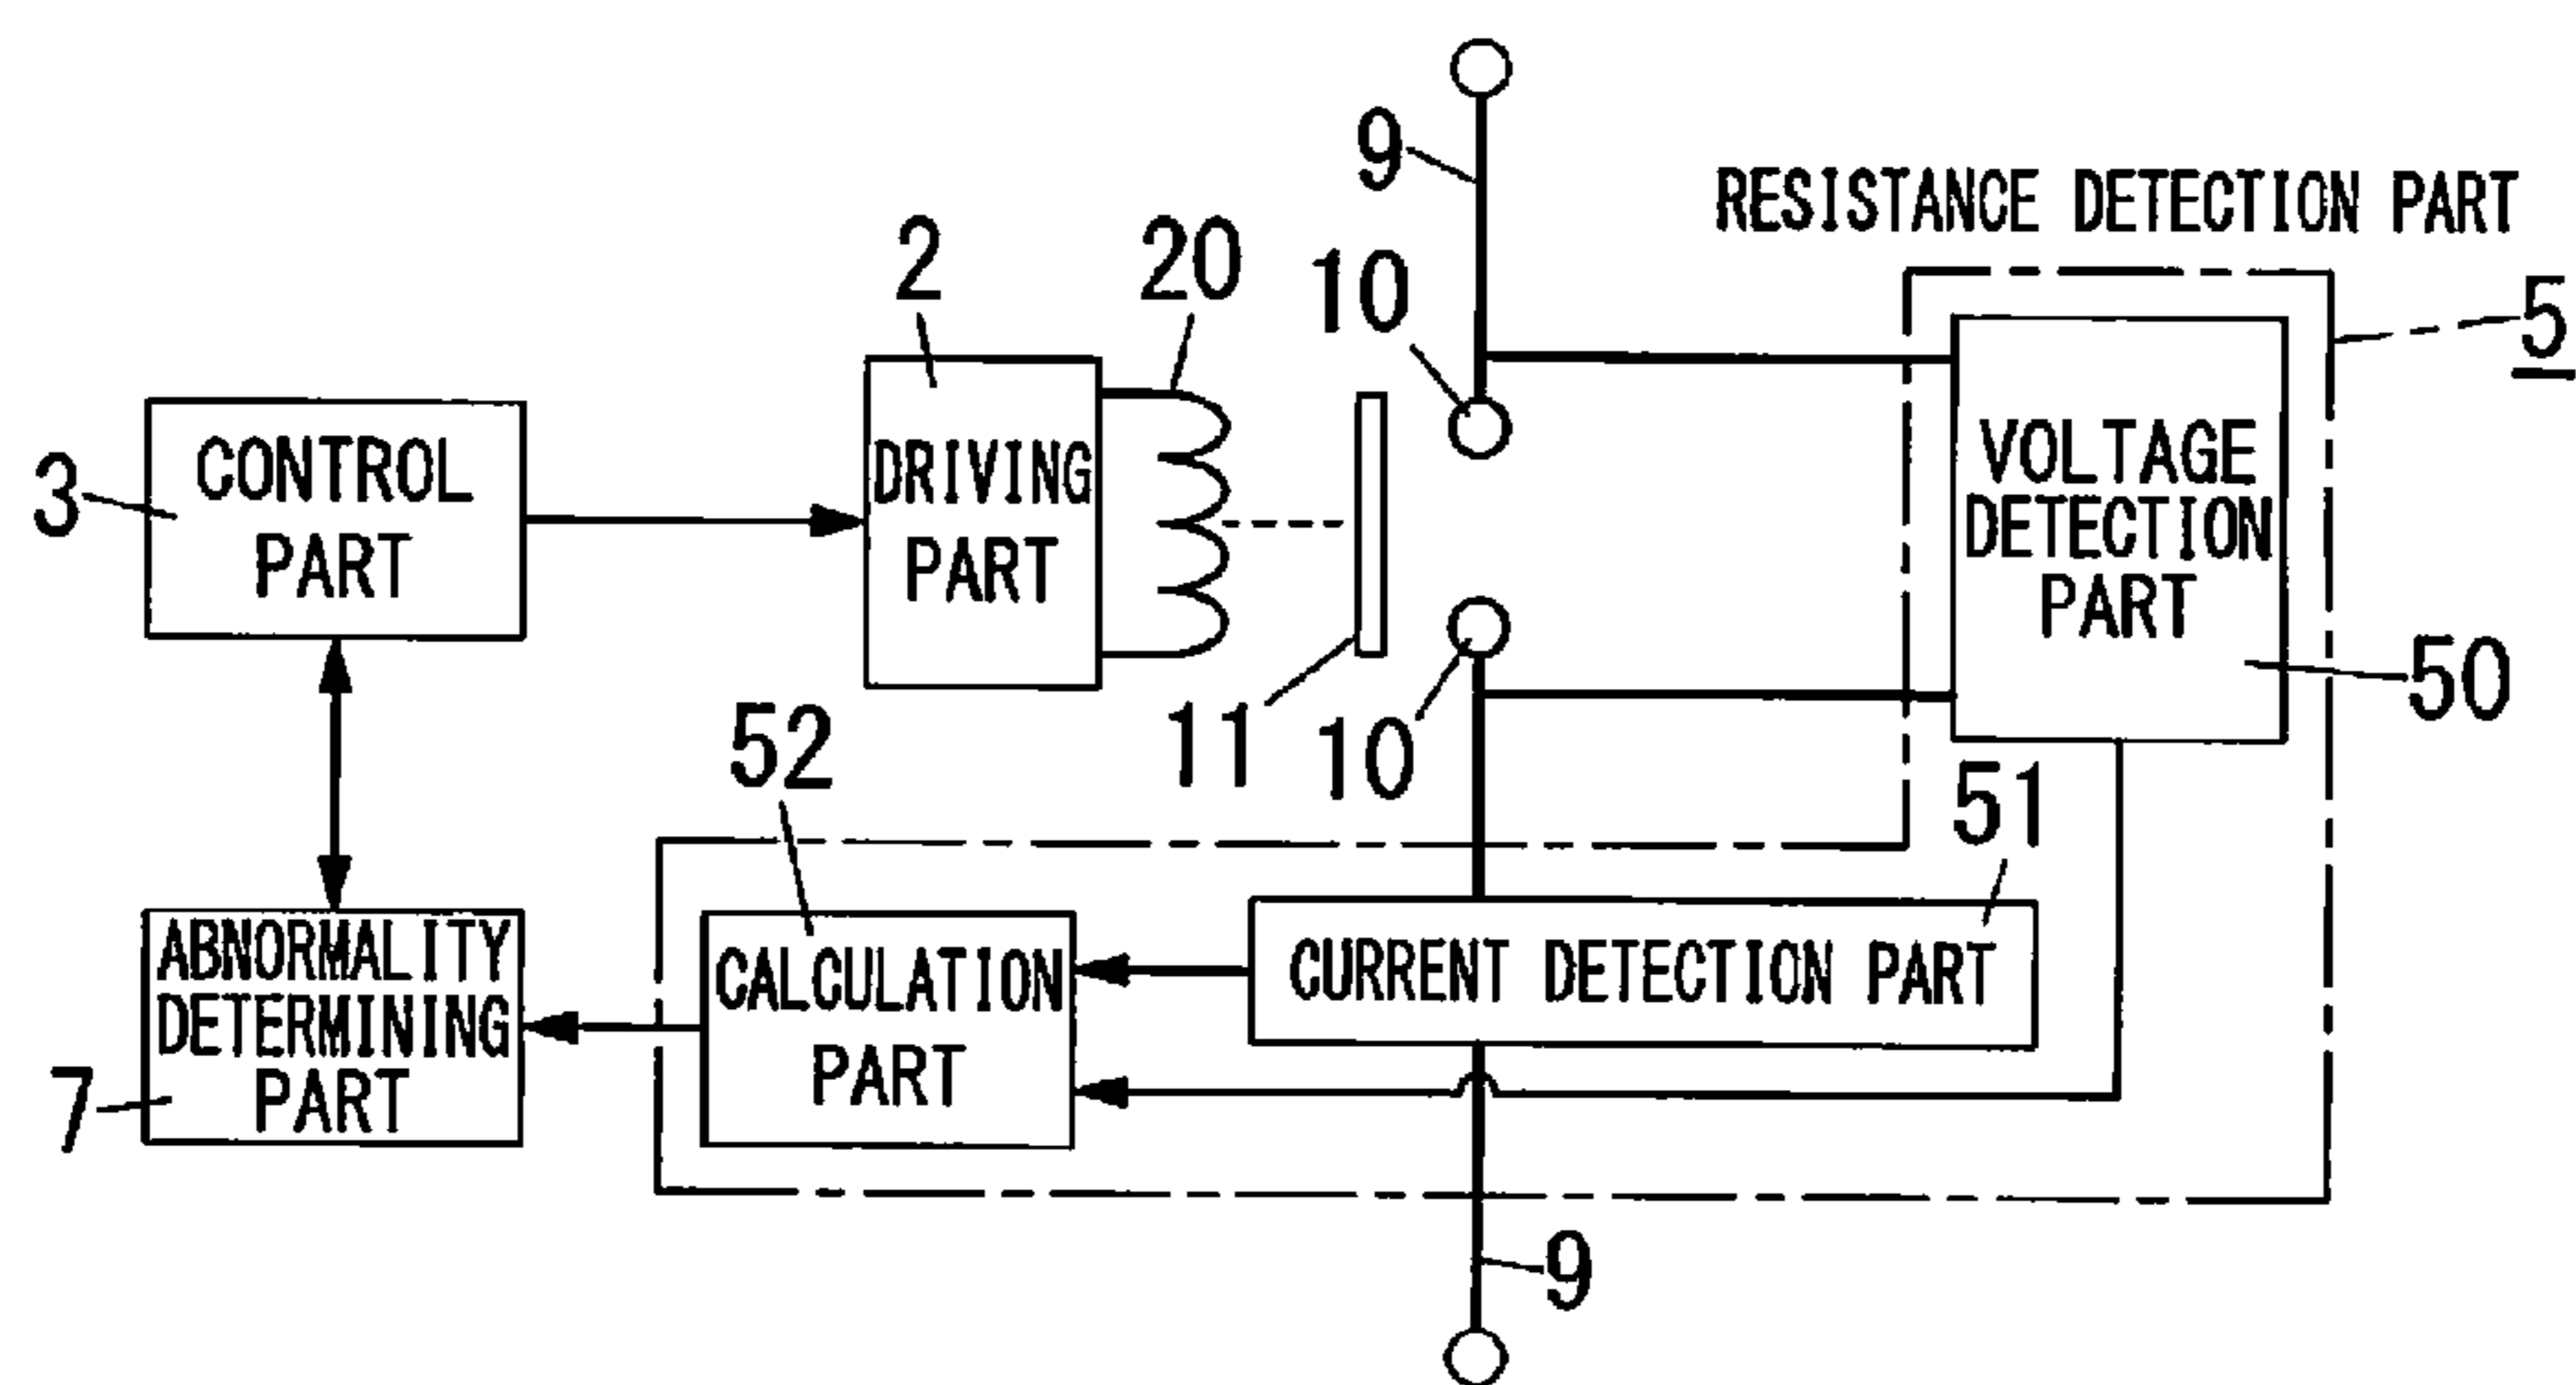 9
RESISTANCE DETECTION PART
2
20
10
5
3
CONTROL
PART
DRIVING
PART
VOLTAGE
DETECTION
PART
50
11
10
52
51
ABNORMALITY
DETERMINING
PART
7
CALCULATION
PART
CURRENT DETECTION PART
9